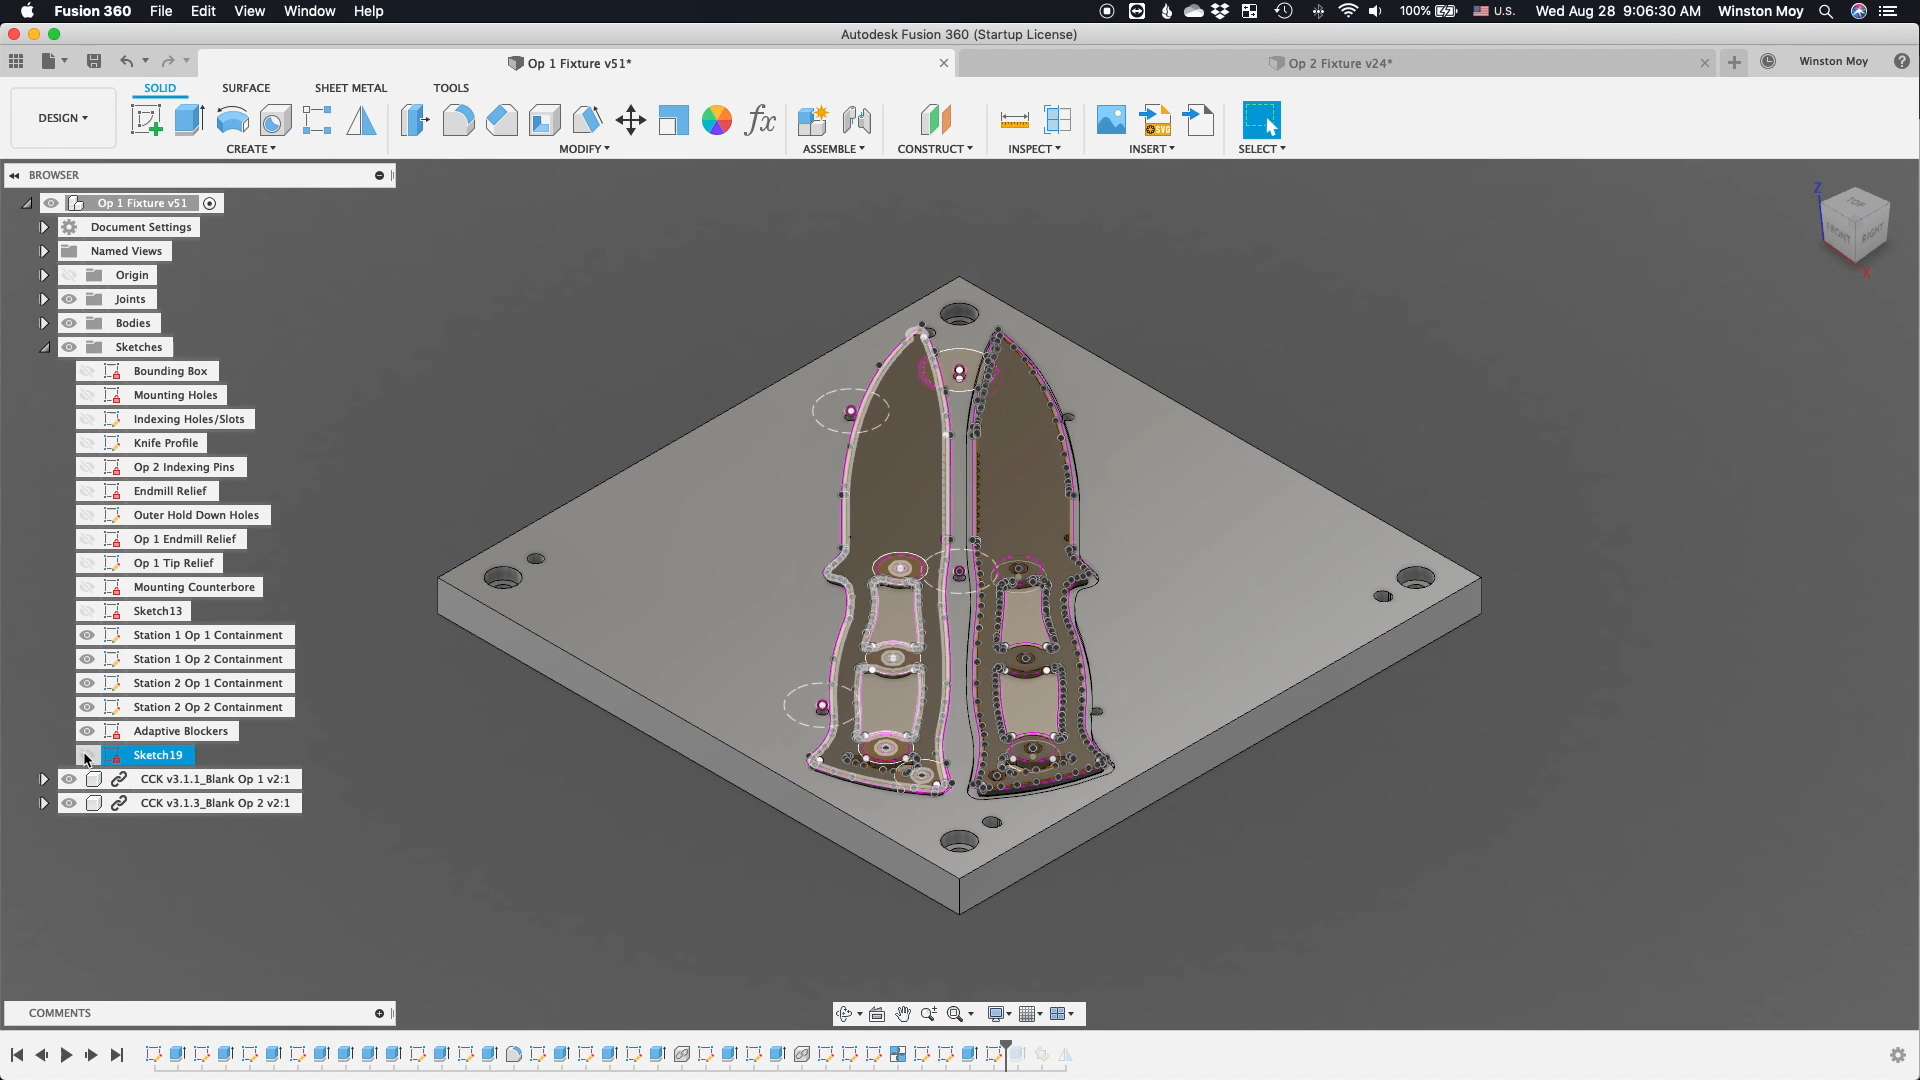 Fusion 360 File Edit View Window Help 100% U.S. Wed Aug 28 9:06:30 AM Winston Moy
Autodesk Fusion 360 (Startup License)
Op 1 Fixture v51* Op 2 Fixture v24* Winston Moy
SOLID SURFACE SHEET METAL TOOLS
DESIGN
fx
SVG
CREATE MODIFY ASSEMBLE CONSTRUCT INSPECT INSERT SELECT
BROWSER
Op 1 Fixture v51
Document Settings
Named Views
Origin
Joints
Bodies
Sketches
Bounding Box
Mounting Holes
Indexing Holes/Slots
Knife Profile
Op 2 Indexing Pins
Endmill Relief
Outer Hold Down Holes
Op 1 Endmill Relief
Op 1 Tip Relief
Mounting Counterbore
Sketch13
Station 1 Op 1 Containment
Station 1 Op 2 Containment
Station 2 Op 1 Containment
Station 2 Op 2 Containment
Adaptive Blockers
Sketch19
CCK v3.1.1_Blank Op 1 v2:1
CCK v3.1.3_Blank Op 2 v2:1
Z
TOP
FRONT RIGHT
X
COMMENTS